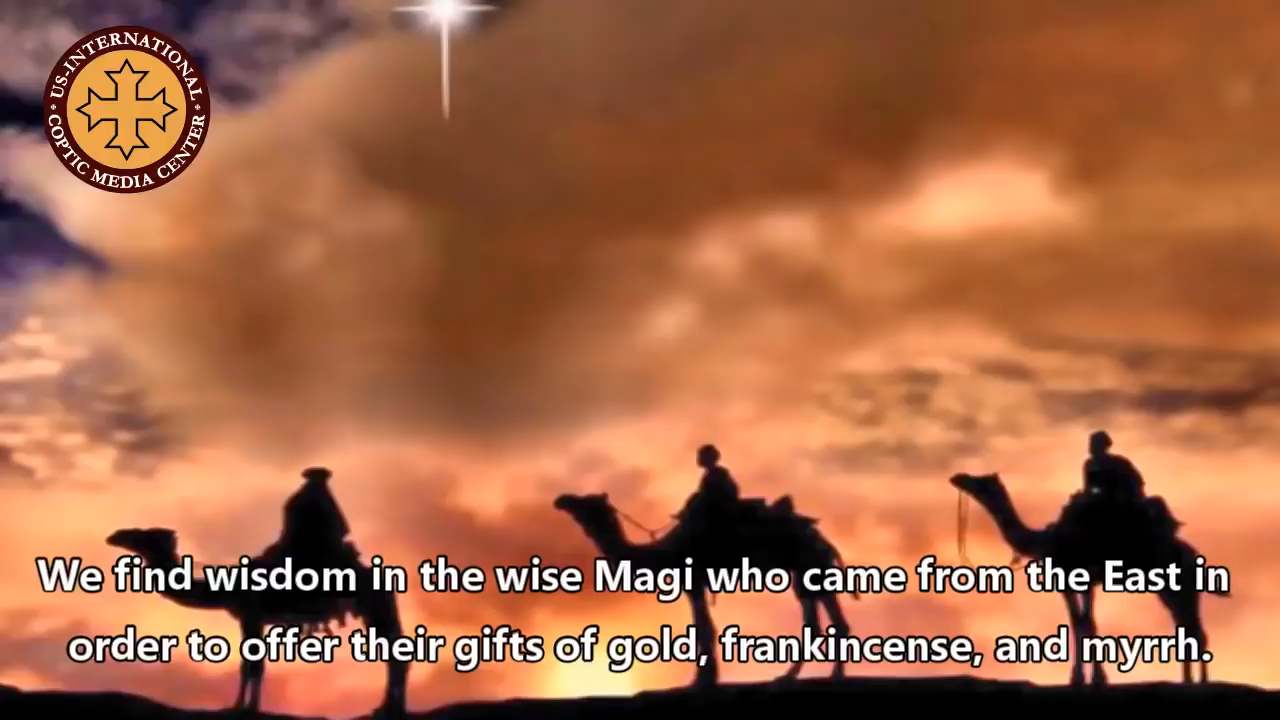 US-INTERNATIONAL
COPTIC MEDIA CENTER
We find wisdom in the wise Magi who came from the East in
order to offer their gifts of gold, frankincense, and myrrh.